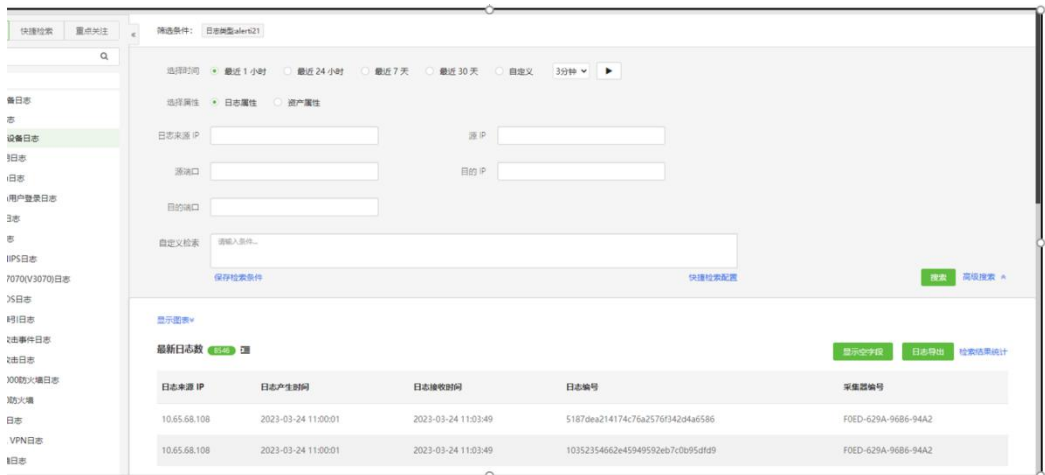 快捷检索 重点关注
筛选条件： 日志类型:alerti21
选择时间 最近 1 小时 最近 24 小时 最近 7 天 最近 30 天 自定义 3分钟
备日志
志
选择属性 日志属性 资产属性
设备日志
日志来源 IP 源 IP
日志
源端口 目的 IP
日志
用户登录日志
目的端口
日志
志
自定义检索 请输入条件...
IPS日志
7070(V3070)日志
保存检索条件 快捷检索配置 搜索 高级搜索
DS日志
索引日志
显示图表
攻击事件日志
最新日志数 8546 显示空字段 日志导出 检索结果统计
攻击日志
000防火墙日志
日志来源 IP 日志产生时间 日志接收时间 日志编号 采集器编号
防火墙
日志
10.65.68.108 2023-03-24 11:00:01 2023-03-24 11:03:49 5187dea214174c76a2576f342d4a6586 F0ED-629A-96B6-94A2
VPN日志
10.65.68.108 2023-03-24 11:00:01 2023-03-24 11:03:49 10352354662e45949592eb7c0b95dfd9 F0ED-629A-96B6-94A2
日志